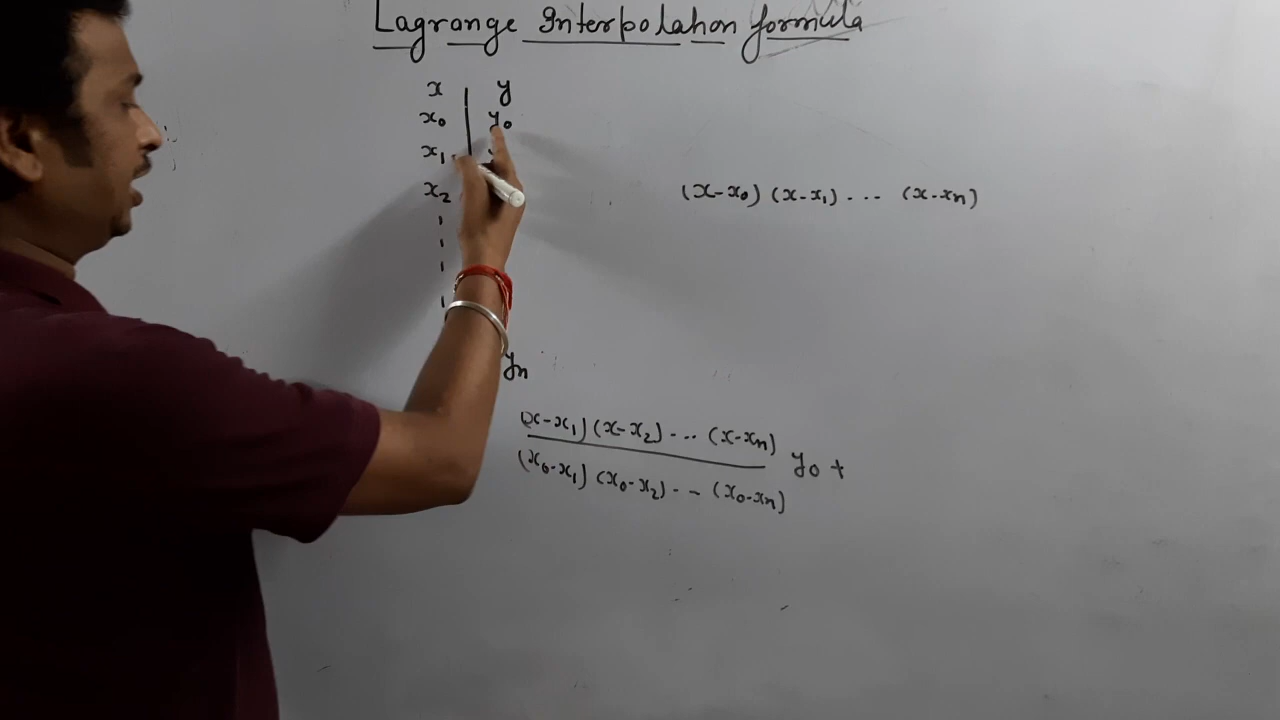 Lagrange Interpolation formula
x | y
x₀ | y₀
x₁
x₂
(x-x₀) (x-x₁) ... (x-xₙ)
yₙ
(x-x₁) (x-x₂) ... (x-xₙ)
(x₀-x₁) (x₀-x₂) .. - (x₀-xₙ)
y₀ +